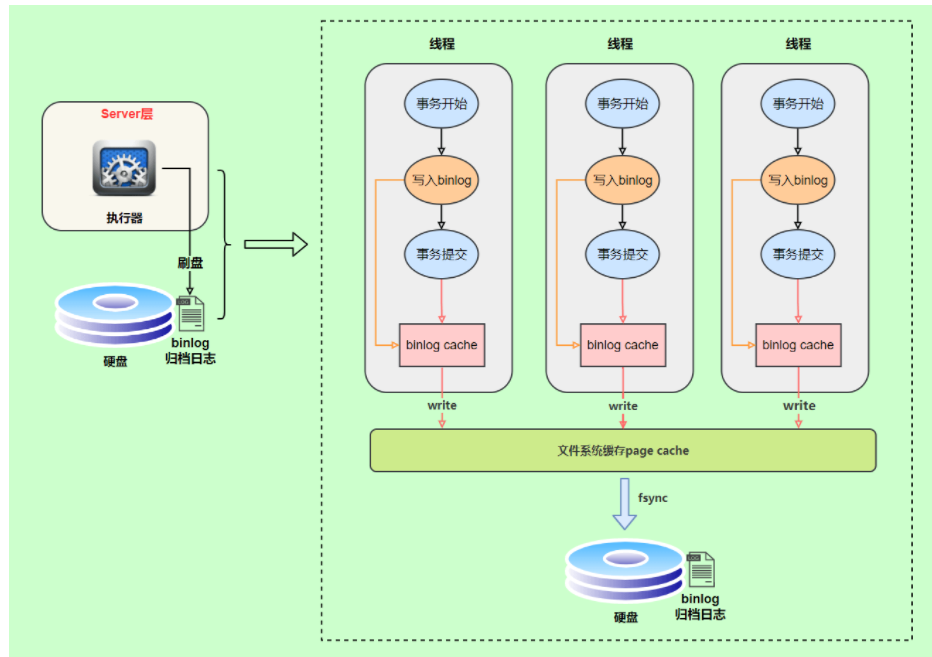 Server层
执行器
刷盘
binlog
归档日志
硬盘
线程
线程
线程
事务开始
事务开始
事务开始
写入binlog
写入binlog
写入binlog
事务提交
事务提交
事务提交
binlog cache
binlog cache
binlog cache
write
write
write
文件系统缓存page cache
fsync
硬盘
binlog
归档日志